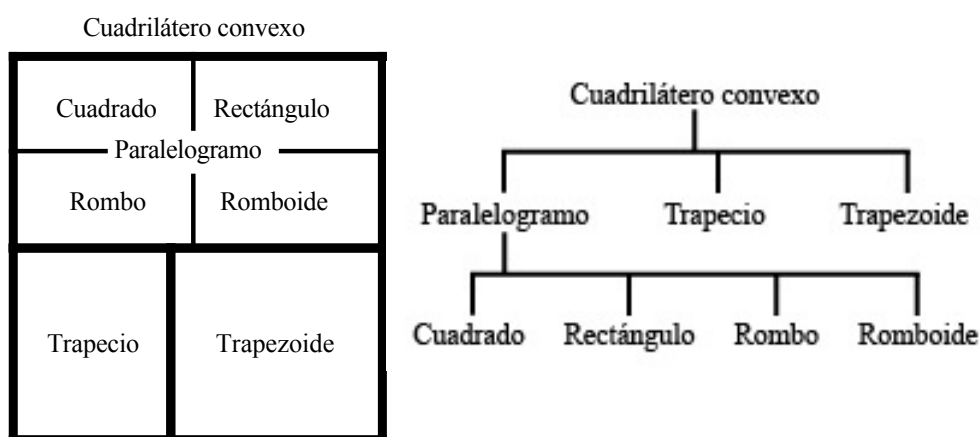 Cuadrilátero convexo
Cuadrado Rectángulo
Paralelogramo
Rombo Romboide
Trapecio Trapezoide
Cuadrilátero convexo
Paralelogramo Trapecio Trapezoide
Cuadrado Rectángulo Rombo Romboide